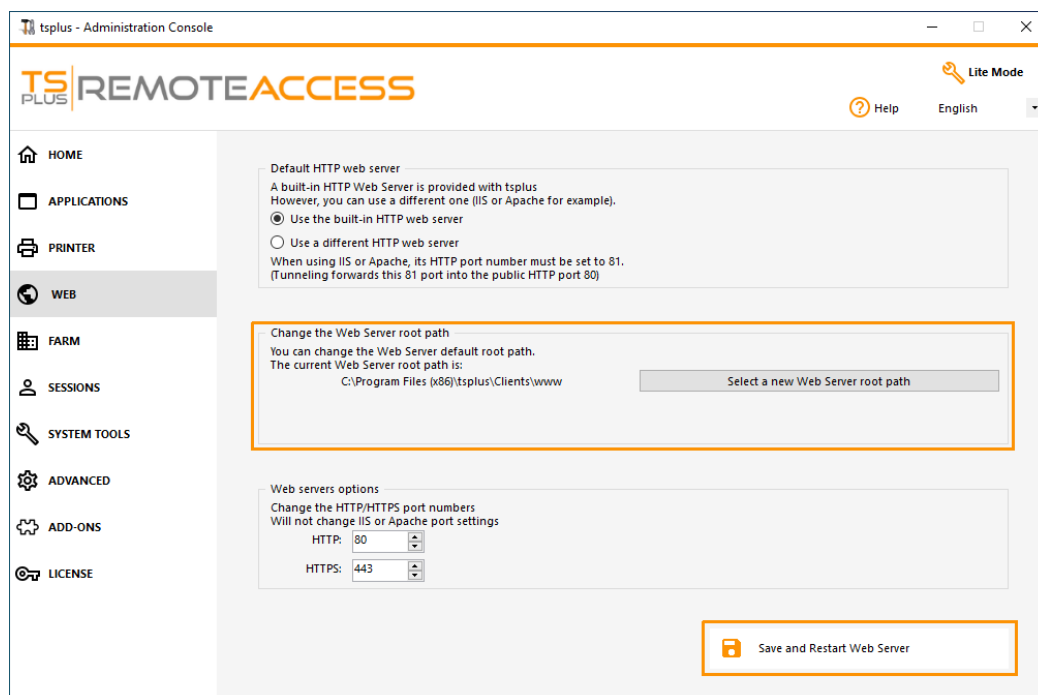 tsplus - Administration Console
TS PLUS REMOTEACCESS
Lite Mode
Help
English
HOME
APPLICATIONS
PRINTER
WEB
FARM
SESSIONS
SYSTEM TOOLS
ADVANCED
ADD-ONS
LICENSE
Default HTTP web server
A built-in HTTP Web Server is provided with tsplus
However, you can use a different one (IIS or Apache for example).
Use the built-in HTTP web server
Use a different HTTP web server
When using IIS or Apache, its HTTP port number must be set to 81.
(Tunneling forwards this 81 port into the public HTTP port 80)
Change the Web Server root path
You can change the Web Server default root path.
The current Web Server root path is:
C:\Program Files (x86)\tsplus\Clients\www
Select a new Web Server root path
Web servers options
Change the HTTP/HTTPS port numbers
Will not change IIS or Apache port settings
HTTP: 80
HTTPS: 443
Save and Restart Web Server